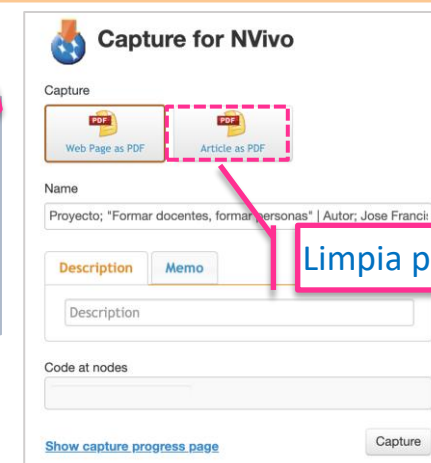 Capture for NVivo
Capture
PDF PDF
Web Page as PDF Article as PDF
Name
Proyecto; "Formar docentes, formar personas" | Autor; Jose
Limpia
Description Memo
Description
Code at nodes
Show capture progress page Capture